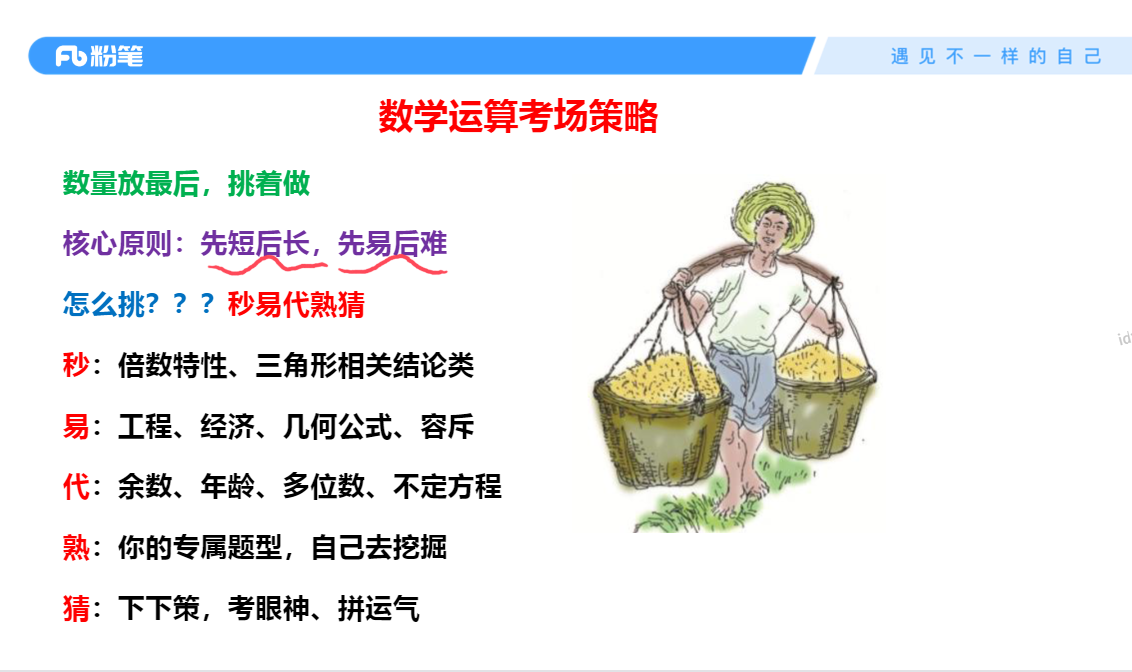 粉笔
遇见不一样的自己
数学运算考场策略
数量放最后，挑着做
核心原则：先短后长，先易后难
怎么挑？？？秒易代熟猜
秒：倍数特性、三角形相关结论类
易：工程、经济、几何公式、容斥
代：余数、年龄、多位数、不定方程
熟：你的专属题型，自己去挖掘
猜：下下策，考眼神、拼运气